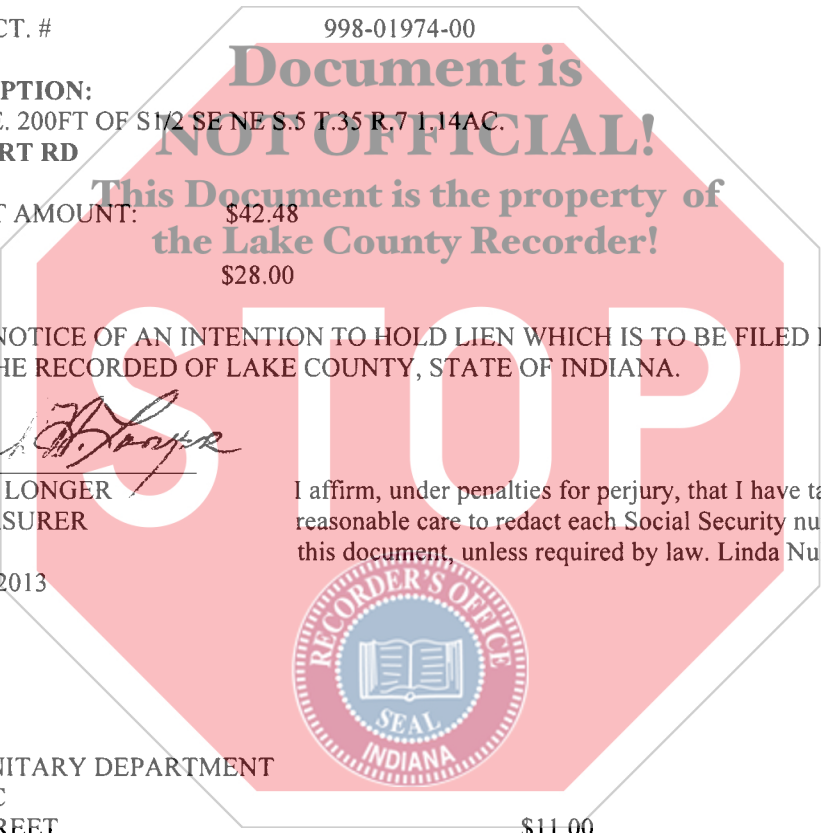 CT. # 998-01974-00
Document is
PTION:
E. 200FT OF S1/2 SE NE S.5 T.35 R.7 1.14AC.
NOT OFFICIAL!
RT RD
This Document is the property of
T AMOUNT: $42.48
the Lake County Recorder!
$28.00
STOP
NOTICE OF AN INTENTION TO HOLD LIEN WHICH IS TO BE FILED
HE RECORDED OF LAKE COUNTY, STATE OF INDIANA.
LONGER
SURER
I affirm, under penalties for perjury, that I have ta
reasonable care to redact each Social Security nu
this document, unless required by law. Linda Nu
2013
RECORDER'S OFFICE
SEAL
INDIANA
NITARY DEPARTMENT
C
REET $11.00